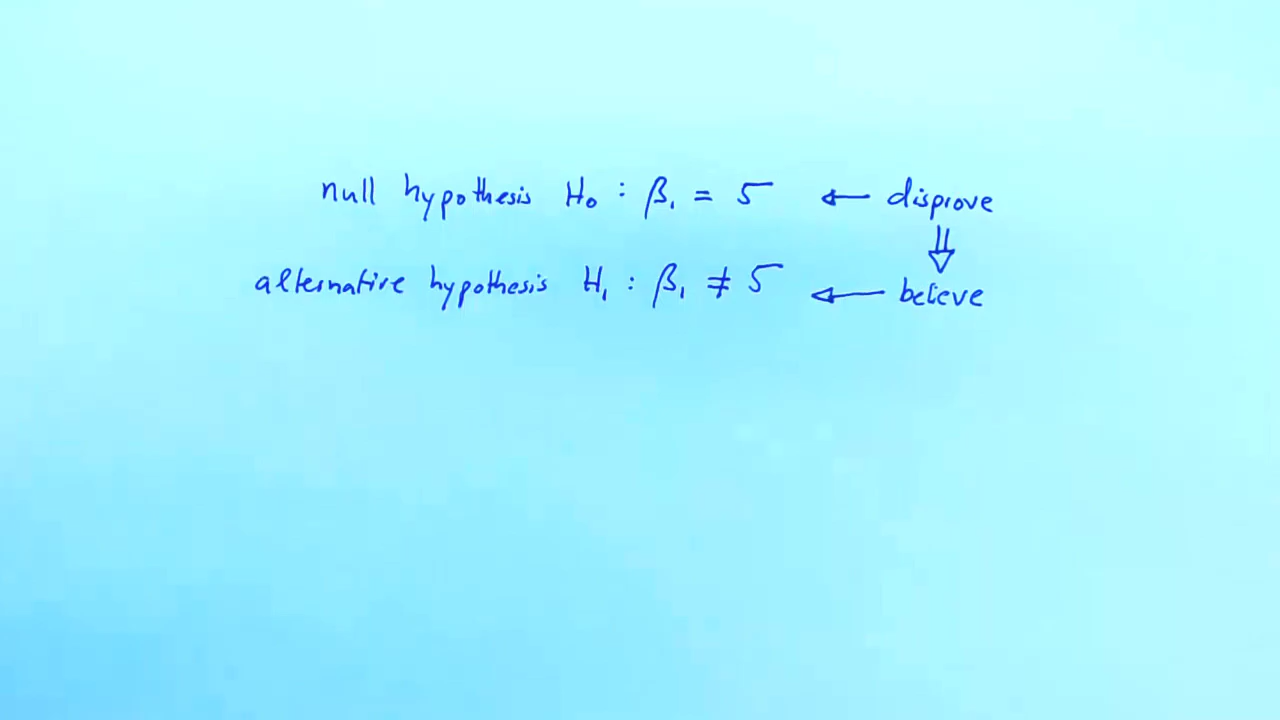 null hypothesis H₀ : β₁ = 5 ← disprove
⇓
alternative hypothesis H₁ : β₁ ≠ 5 ← believe